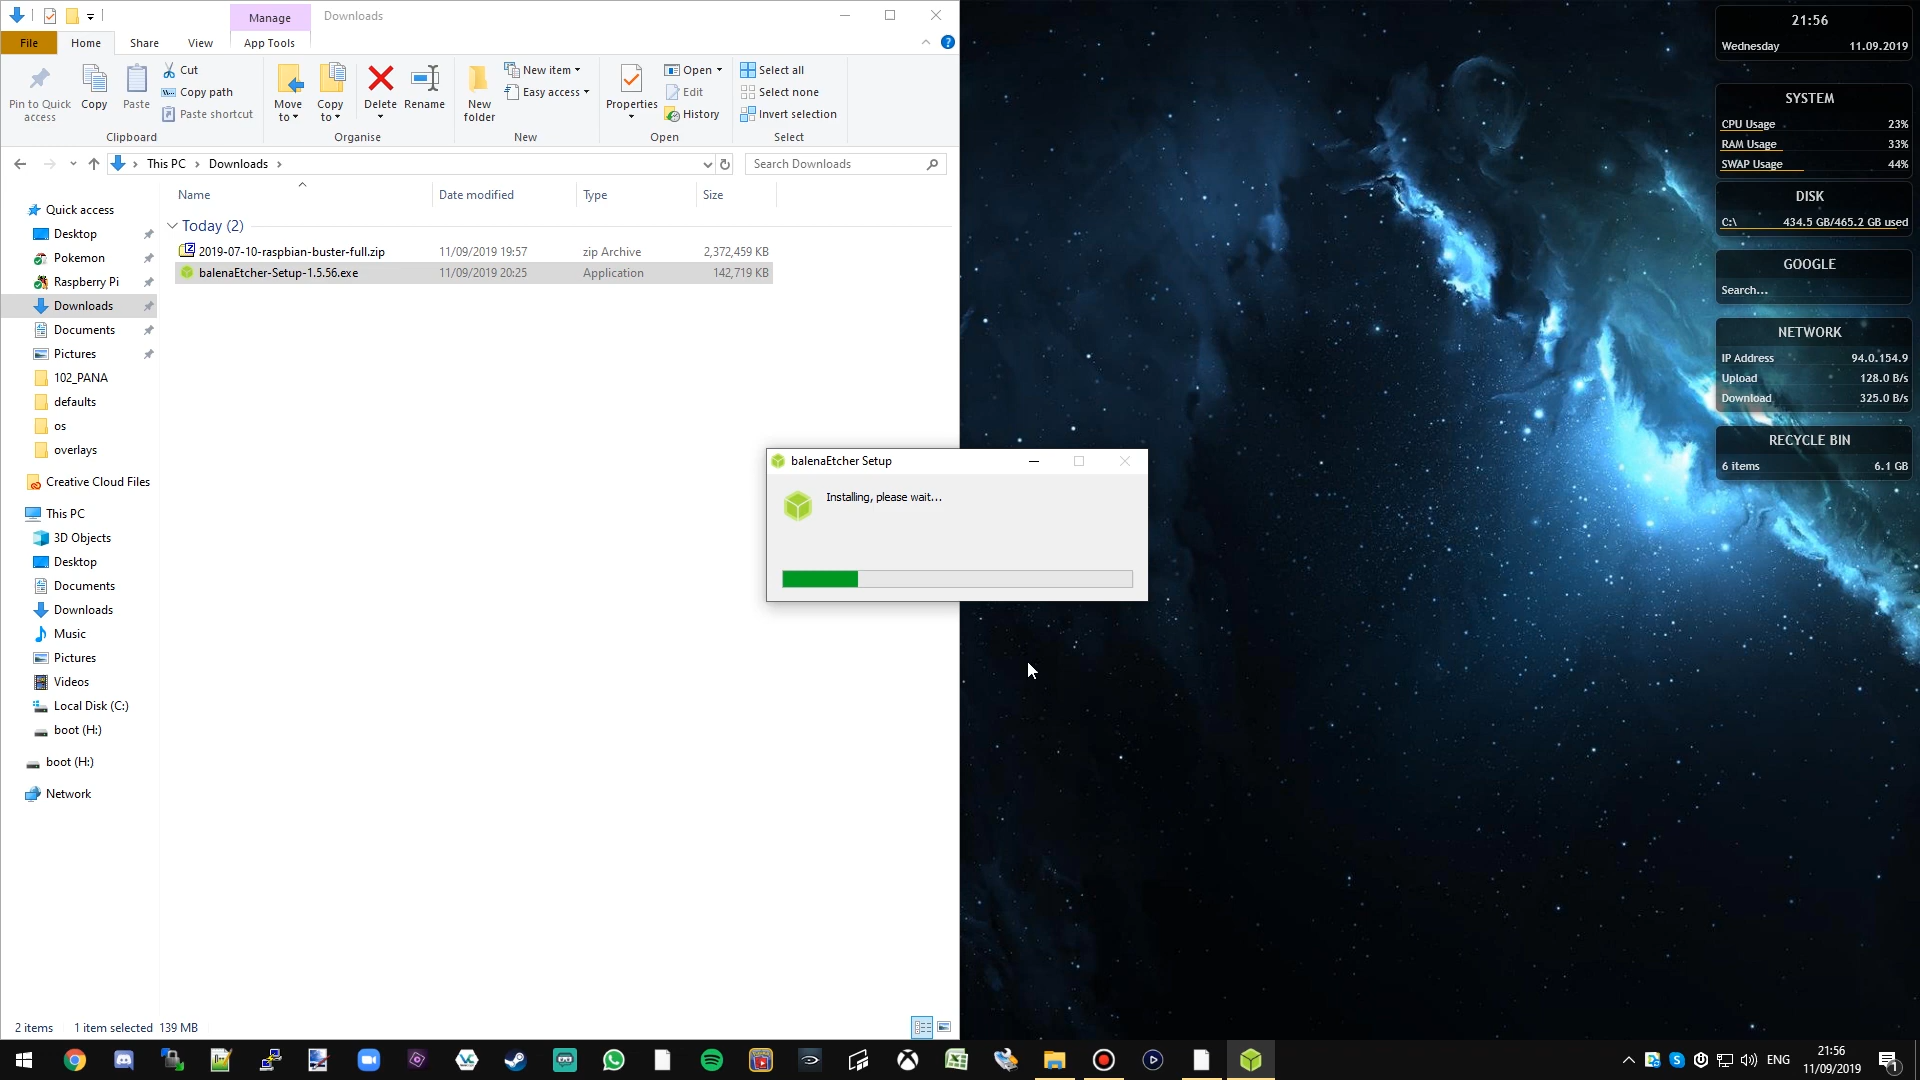 Manage
Downloads
File
Home
Share
View
App Tools
Pin to Quick access
Copy
Paste
Cut
Copy path
Paste shortcut
Clipboard
Move to
Copy to
Delete
Rename
Organise
New folder
New item
Easy access
New
Properties
Open
Edit
History
Open
Select all
Select none
Invert selection
Select
This PC > Downloads >
Search Downloads
Name
Date modified
Type
Size
Today (2)
2019-07-10-raspbian-buster-full.zip 11/09/2019 19:57 zip Archive 2,372,459 KB
balenaEtcher-Setup-1.5.56.exe 11/09/2019 20:25 Application 142,719 KB
Quick access
Desktop
Pokemon
Raspberry Pi
Downloads
Documents
Pictures
102_PANA
defaults
os
overlays
Creative Cloud Files
This PC
3D Objects
Desktop
Documents
Downloads
Music
Pictures
Videos
Local Disk (C:)
boot (H:)
boot (H:)
Network
2 items 1 item selected 139 MB
balenaEtcher Setup
Installing, please wait...
21:56
Wednesday 11.09.2019
SYSTEM
CPU Usage 23%
RAM Usage 33%
SWAP Usage 44%
DISK
C:\ 434.5 GB/465.2 GB used
GOOGLE
Search...
NETWORK
IP Address 94.0.154.9
Upload 128.0 B/s
Download 325.0 B/s
RECYCLE BIN
6 items 6.1 GB
ENG
21:56
11/09/2019
1